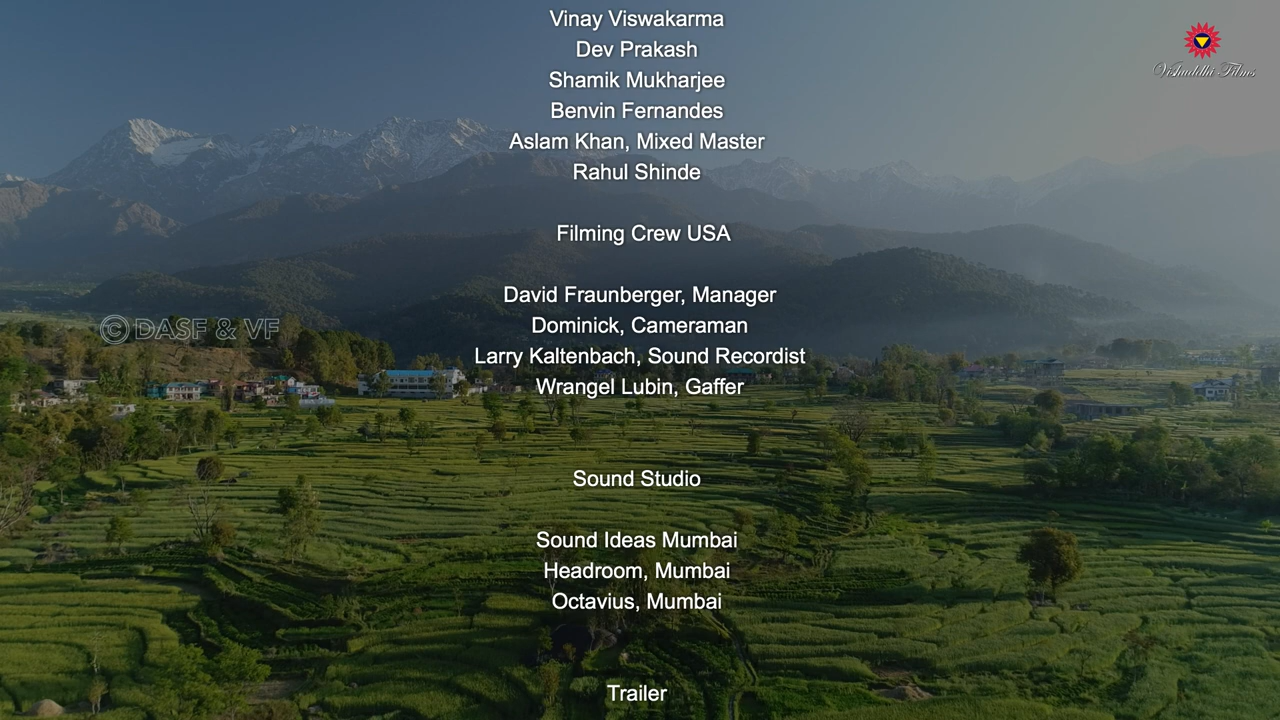 Vinay Viswakarma
Dev Prakash
Shamik Mukharjee
Benvin Fernandes
Aslam Khan, Mixed Master
Rahul Shinde
Vishuddhi Films
Filming Crew USA
David Fraunberger, Manager
© DASF & VF
Dominick, Cameraman
Larry Kaltenbach, Sound Recordist
Wrangel Lubin, Gaffer
Sound Studio
Sound Ideas Mumbai
Headroom, Mumbai
Octavius, Mumbai
Trailer